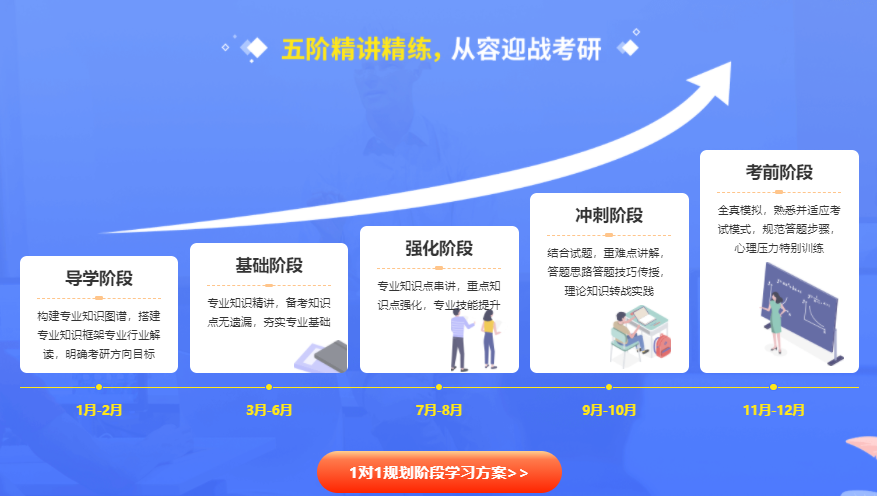 五阶精讲精练，从容迎战考研
导学阶段
构建专业知识图谱，搭建
专业知识框架专业行业解
读，明确考研方向目标
基础阶段
专业知识精讲，备考知识
点无遗漏，夯实专业基础
强化阶段
专业知识点串讲，重点知
识点强化，专业技能提升
冲刺阶段
结合试题，重难点讲解，
答题思路答题技巧传授，
理论知识转战实践
考前阶段
全真模拟，熟悉并适应考
试模式，规范答题步骤，
心理压力特别训练
1月-2月
3月-6月
7月-8月
9月-10月
11月-12月
1对1规划阶段学习方案>>